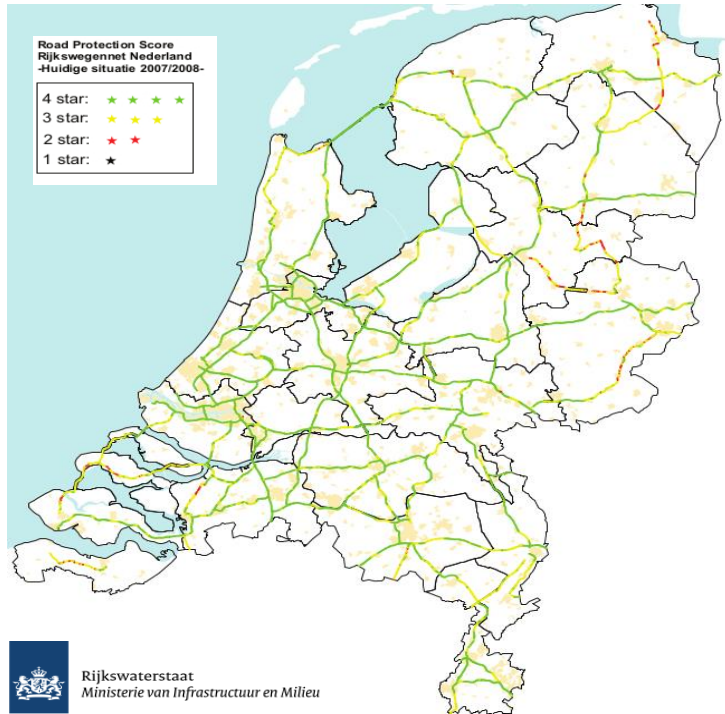 Road Protection Score
Rijkswegennet Nederland
-Huidige situatie 2007/2008-
4 star: ★ ★ ★ ★
3 star: ★ ★ ★
2 star: ★ ★
1 star: ★
Rijkswaterstaat
Ministerie van Infrastructuur en Milieu